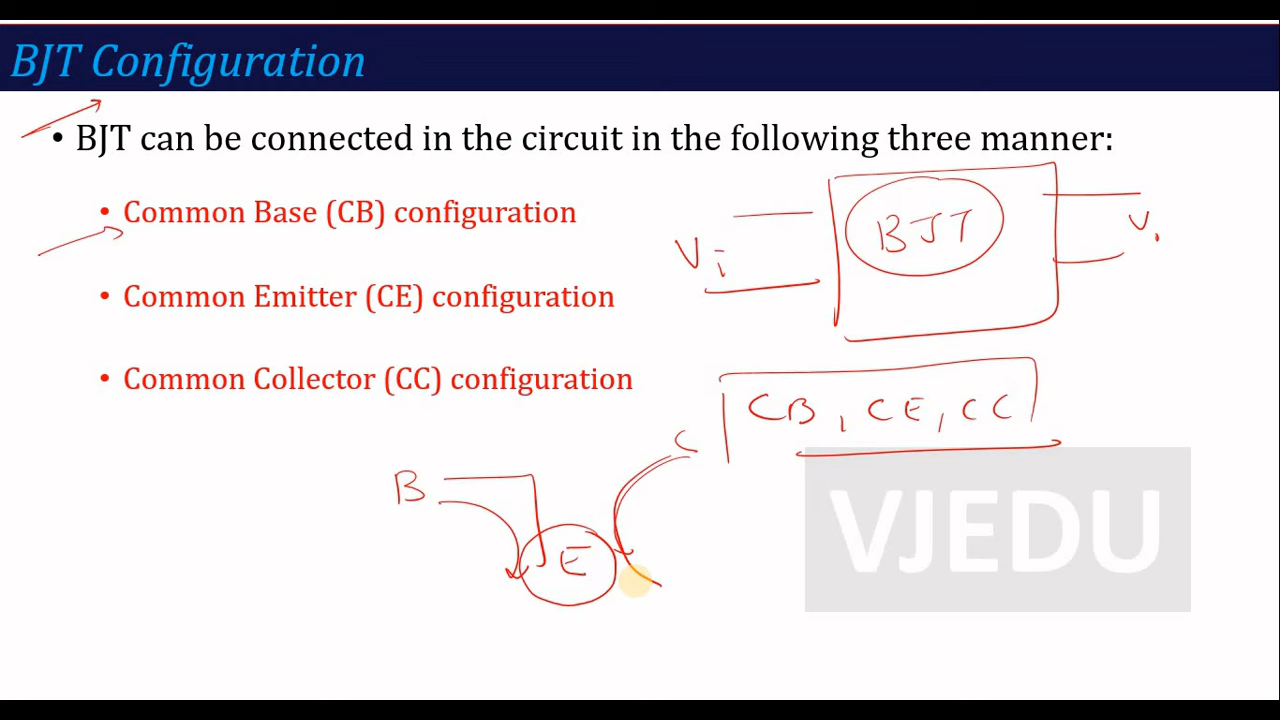 BJT Configuration
• BJT can be connected in the circuit in the following three manner:
• Common Base (CB) configuration
• Common Emitter (CE) configuration
• Common Collector (CC) configuration
BJT
Vi
V.
CB, CE, CC
C
B
E
VJEDU